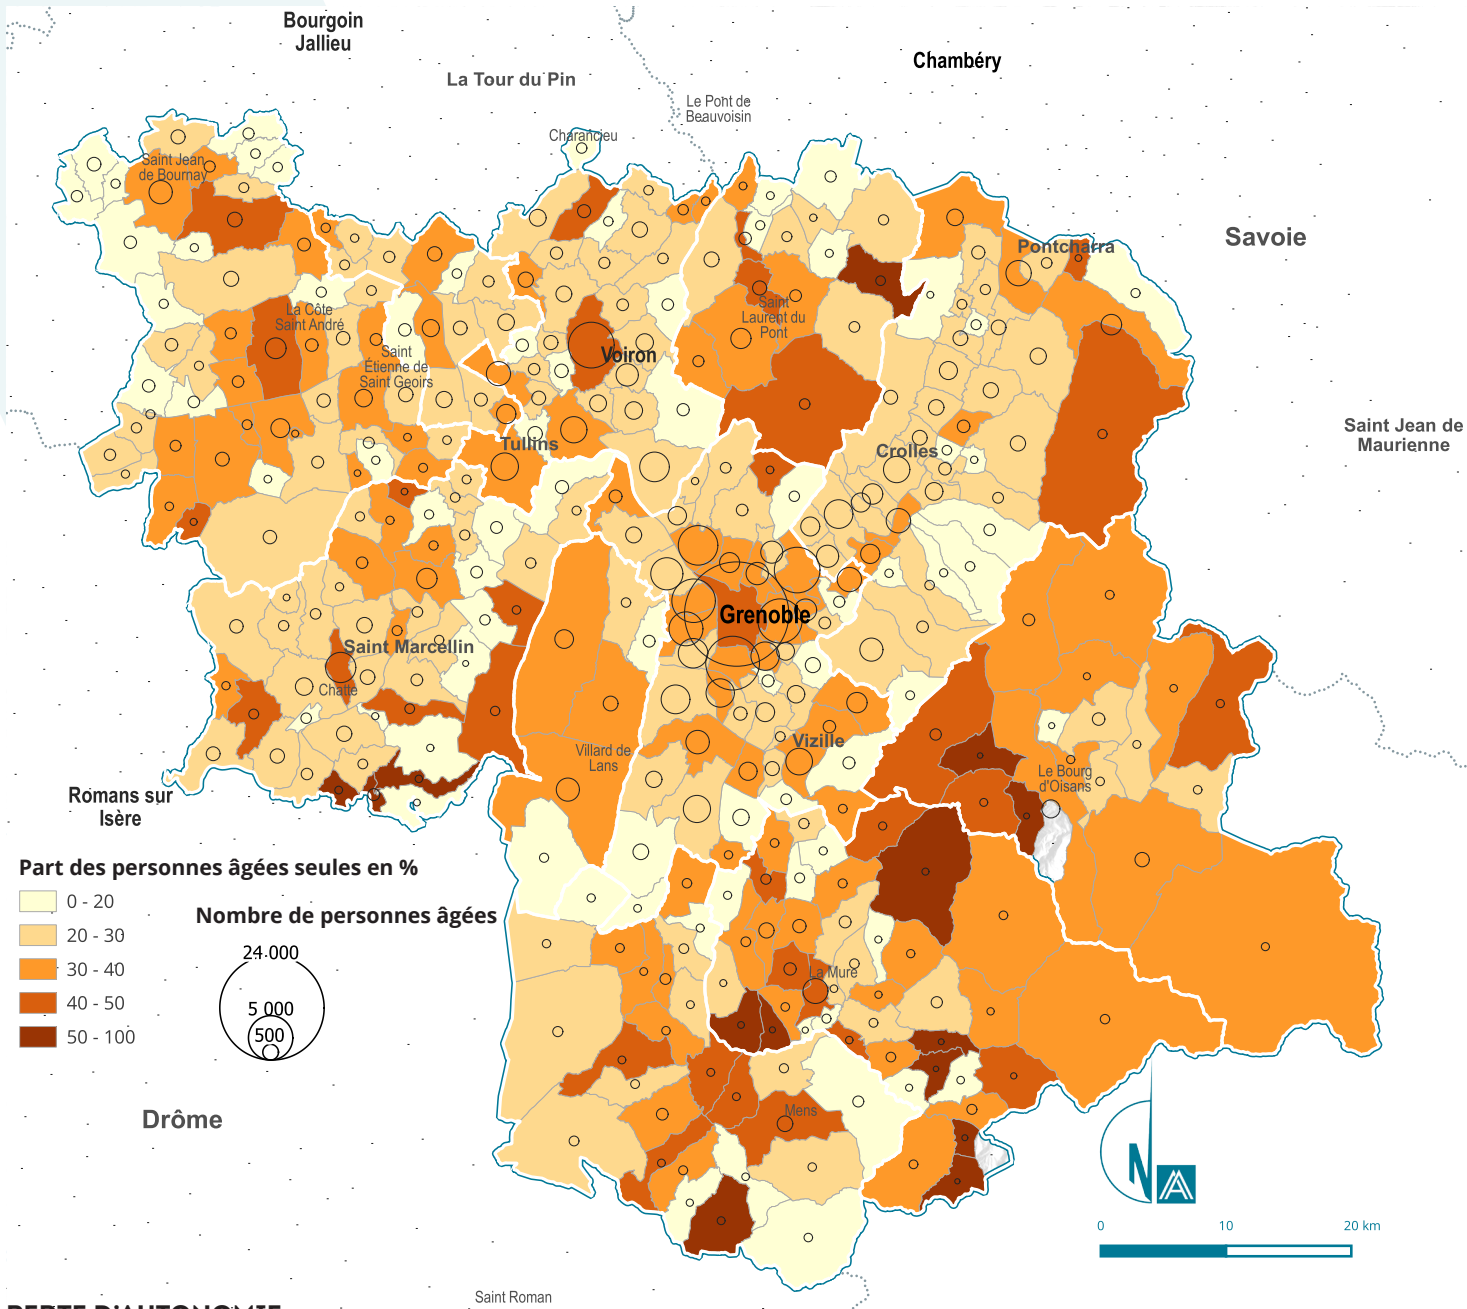 Bourgoin
Jallieu
La Tour du Pin
Chambéry
Le Pont de
Beauvoisin
Charancieu
Saint Jean
de Bournay
Savoie
Pontcharra
La Côte
Saint André
Saint
Laurent du
Pont
Saint
Étienne de
Saint Geoirs
Voiron
Saint Jean de
Maurienne
Tullins
Crolles
Grenoble
Saint Marcellin
Chatte
Vizille
Villard de
Lans
Le Bourg
d'Oisans
Romans sur
Isère
Part des personnes âgées seules en %
0 - 20
20 - 30
30 - 40
40 - 50
50 - 100
Nombre de personnes âgées
24 000
5 000
500
La Mure
Mens
Drôme
N
0 10 20 km
Saint Roman
PERTE D'AUTONOMIE